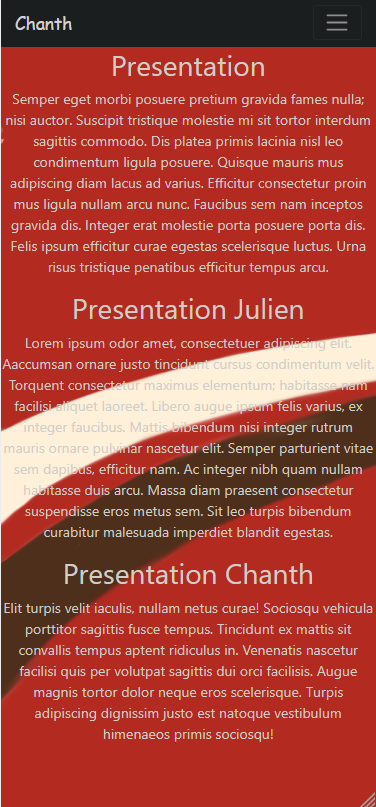 Chanth
Presentation
Semper eget morbi posuere pretium gravida fames nulla;
nisi auctor. Suscipit tristique molestie mi sit tortor interdum
sagittis commodo. Dis platea primis lacinia nisl leo
condimentum ligula posuere. Quisque mauris mus
adipiscing diam lacus ad varius. Efficitur consectetur proin
mus ligula nullam arcu nunc. Faucibus sem nam inceptos
gravida dis. Integer erat molestie porta posuere porta dis.
Felis ipsum efficitur curae egestas scelerisque luctus. Urna
risus tristique penatibus efficitur tempus arcu.
Presentation Julien
Lorem ipsum odor amet, consectetuer adipiscing elit.
Aaccumsan ornare justo tincidunt cursus condimentum velit.
Torquent consectetur maximus elementum; habitasse nam
facilisi aliquet laoreet. Libero augue ipsum felis varius, ex
integer faucibus. Mattis bibendum nisi integer rutrum
mauris ornare pulvinar nascetur elit. Semper parturient vitae
sem dapibus, efficitur nam. Ac integer nibh quam nullam
habitasse duis arcu. Massa diam praesent consectetur
suspendisse eros metus sem. Sit leo turpis bibendum
curabitur malesuada imperdiet blandit egestas.
Presentation Chanth
Elit turpis velit iaculis, nullam netus curae! Sociosqu vehicula
porttitor sagittis fusce tempus. Tincidunt ex mattis sit
convallis tempus aptent ridiculus in. Venenatis nascetur
facilisi quis per volutpat sagittis dui orci facilisis. Augue
magnis tortor dolor neque eros scelerisque. Turpis
adipiscing dignissim justo est natoque vestibulum
himenaeos primis sociosqu!